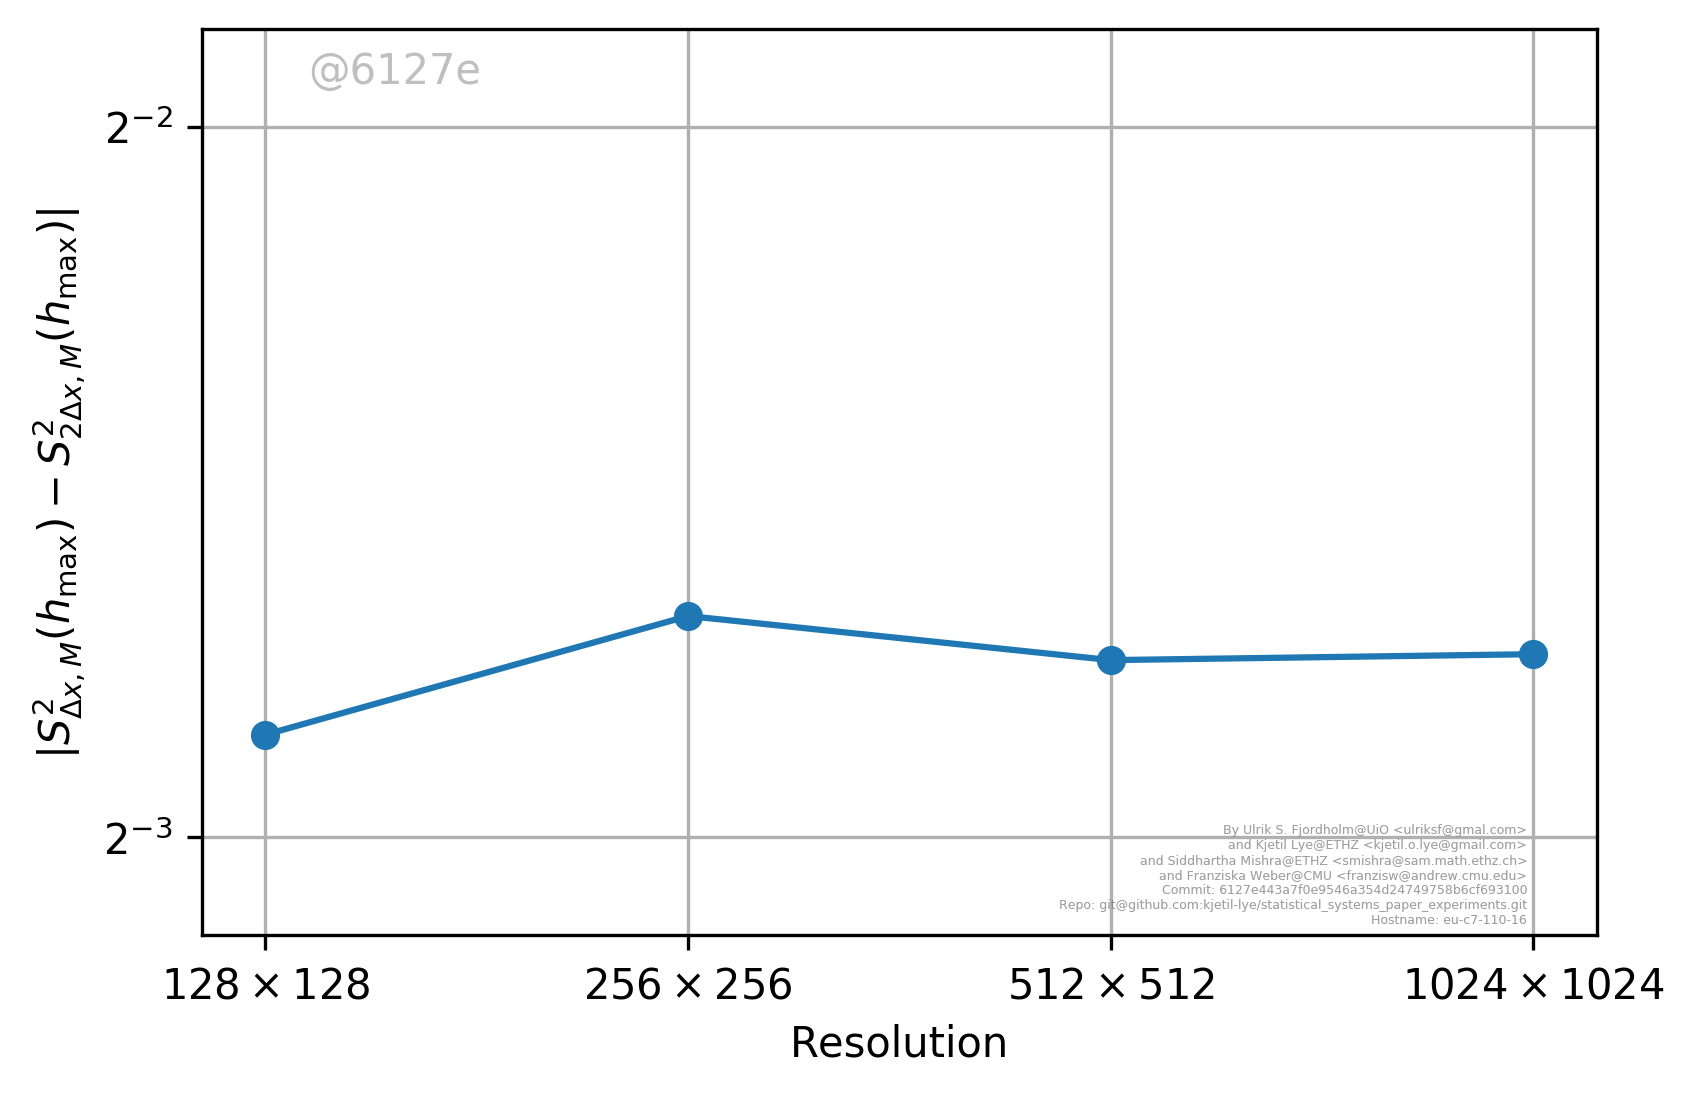 @6127e
2⁻²
|S²_{Δx,M}(h_max) − S²_{2Δx,M}(h_max)|
2⁻³
By Ulrik S. Fjordholm@UiO <ulriksf@gmal.com>
and Kjetil Lye@ETHZ <kjetil.o.lye@gmail.com>
and Siddhartha Mishra@ETHZ <smishra@sam.math.ethz.ch>
and Franziska Weber@CMU <franzisw@andrew.cmu.edu>
Commit: 6127e443a7f0e9546a354d24749758b6cf693100
Repo: git@github.com:kjetil-lye/statistical_systems_paper_experiments.git
Hostname: eu-c7-110-16
128 × 128 256 × 256 512 × 512 1024 × 1024
Resolution